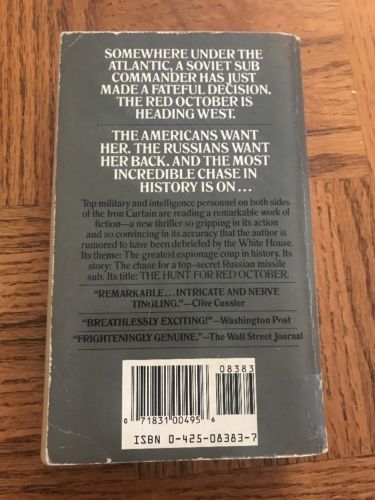 SOMEWHERE UNDER THE
ATLANTIC, A SOVIET SUB
COMMANDER HAS JUST
MADE A FATEFUL DECISION.
THE RED OCTOBER IS
HEADING WEST.
THE AMERICANS WANT
HER. THE RUSSIANS WANT
HER BACK. AND THE MOST
INCREDIBLE CHASE IN
HISTORY IS ON...
Top military and intelligence personnel on both sides
of the Iron Curtain are reading a remarkable work of
fiction—a new thriller so gripping in its action
and so convincing in its accuracy that the author is
rumored to have been debriefed by the White House.
Its theme: The greatest espionage coup in history. Its
story: The chase for a top-secret Russian missile
sub. Its title: THE HUNT FOR RED OCTOBER.
“REMARKABLE...INTRICATE AND NERVE
TINGLING.”—Clive Cussler
“BREATHLESSLY EXCITING!”—Washington Post
“FRIGHTENINGLY GENUINE.”—The Wall Street Journal
08383
0 71831 00495 6
ISBN 0-425-08383-7